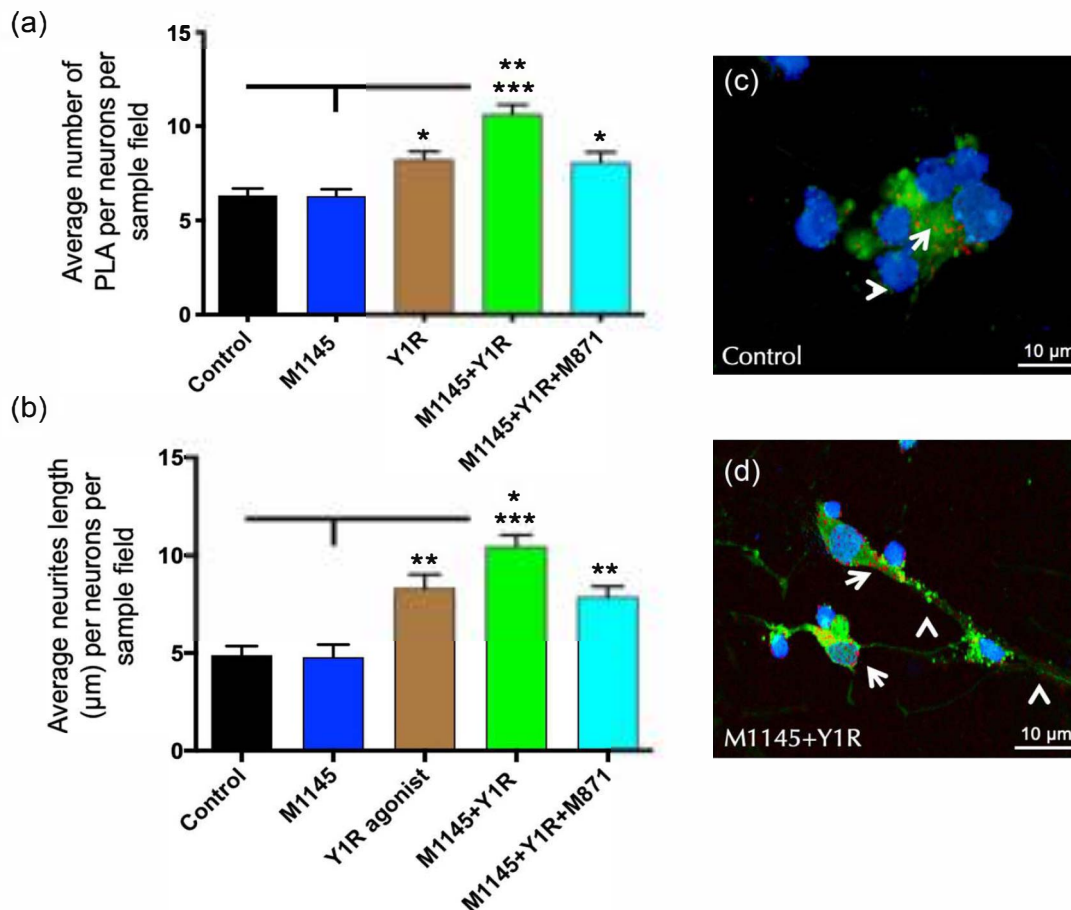 (a)
Average number of
PLA per neurons per
sample field
15
10
5
0
*
**
***
*
Control
M1145
Y1R
M1145+Y1R
M1145+Y1R+M871
(b)
Average neurites length
(µm) per neurons per
sample field
15
10
5
0
**
*
***
**
Control
M1145
Y1R agonist
M1145+Y1R
M1145+Y1R+M871
(c)
Control
10 µm
(d)
M1145+Y1R
10 µm